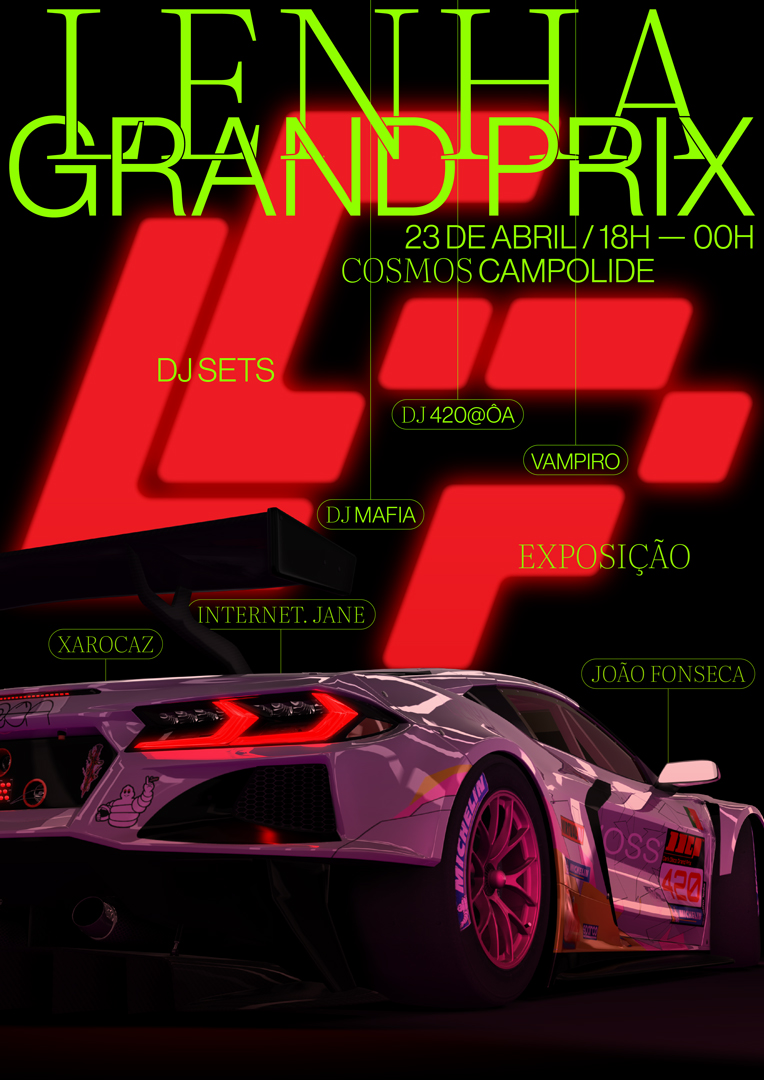 LENHA
GRAND PRIX
23 DE ABRIL / 18H — 00H
COSMOS CAMPOLIDE
DJ SETS
DJ 420@ÔA
VAMPIRO
DJ MAFIA
EXPOSIÇÃO
INTERNET. JANE
XAROCAZ
JOÃO FONSECA
MICHELIN
OSS
420